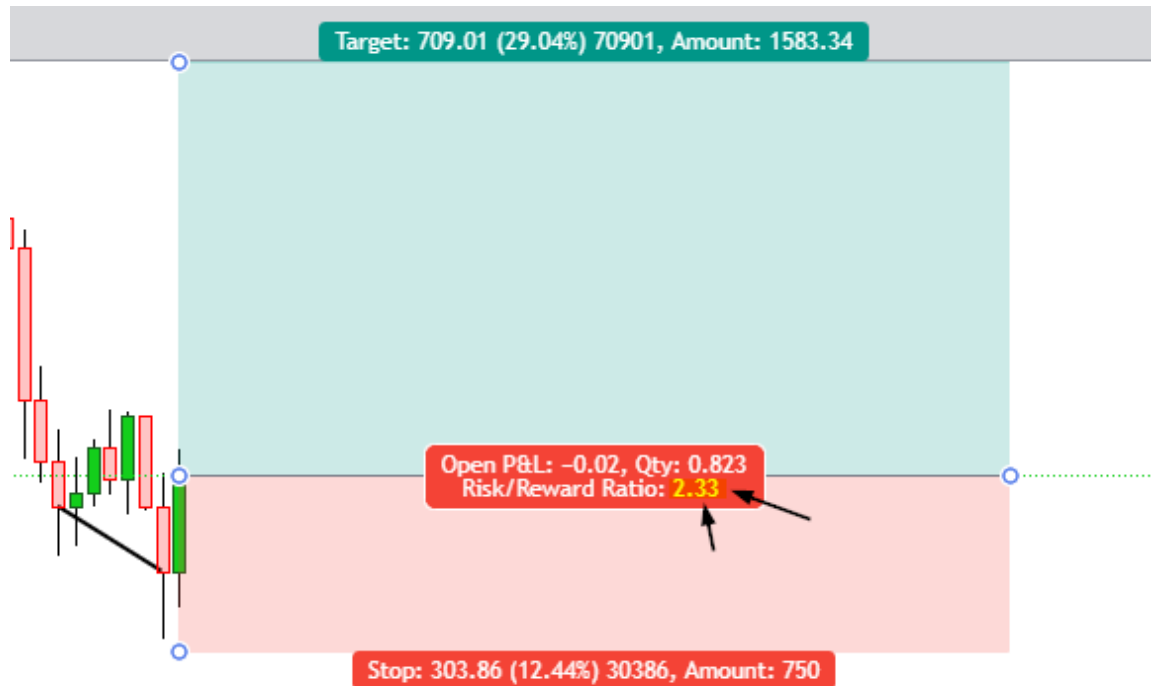 Target: 709.01 (29.04%) 70901, Amount: 1583.34
Open P&L: −0.02, Qty: 0.823
Risk/Reward Ratio: 2.33
Stop: 303.86 (12.44%) 30386, Amount: 750